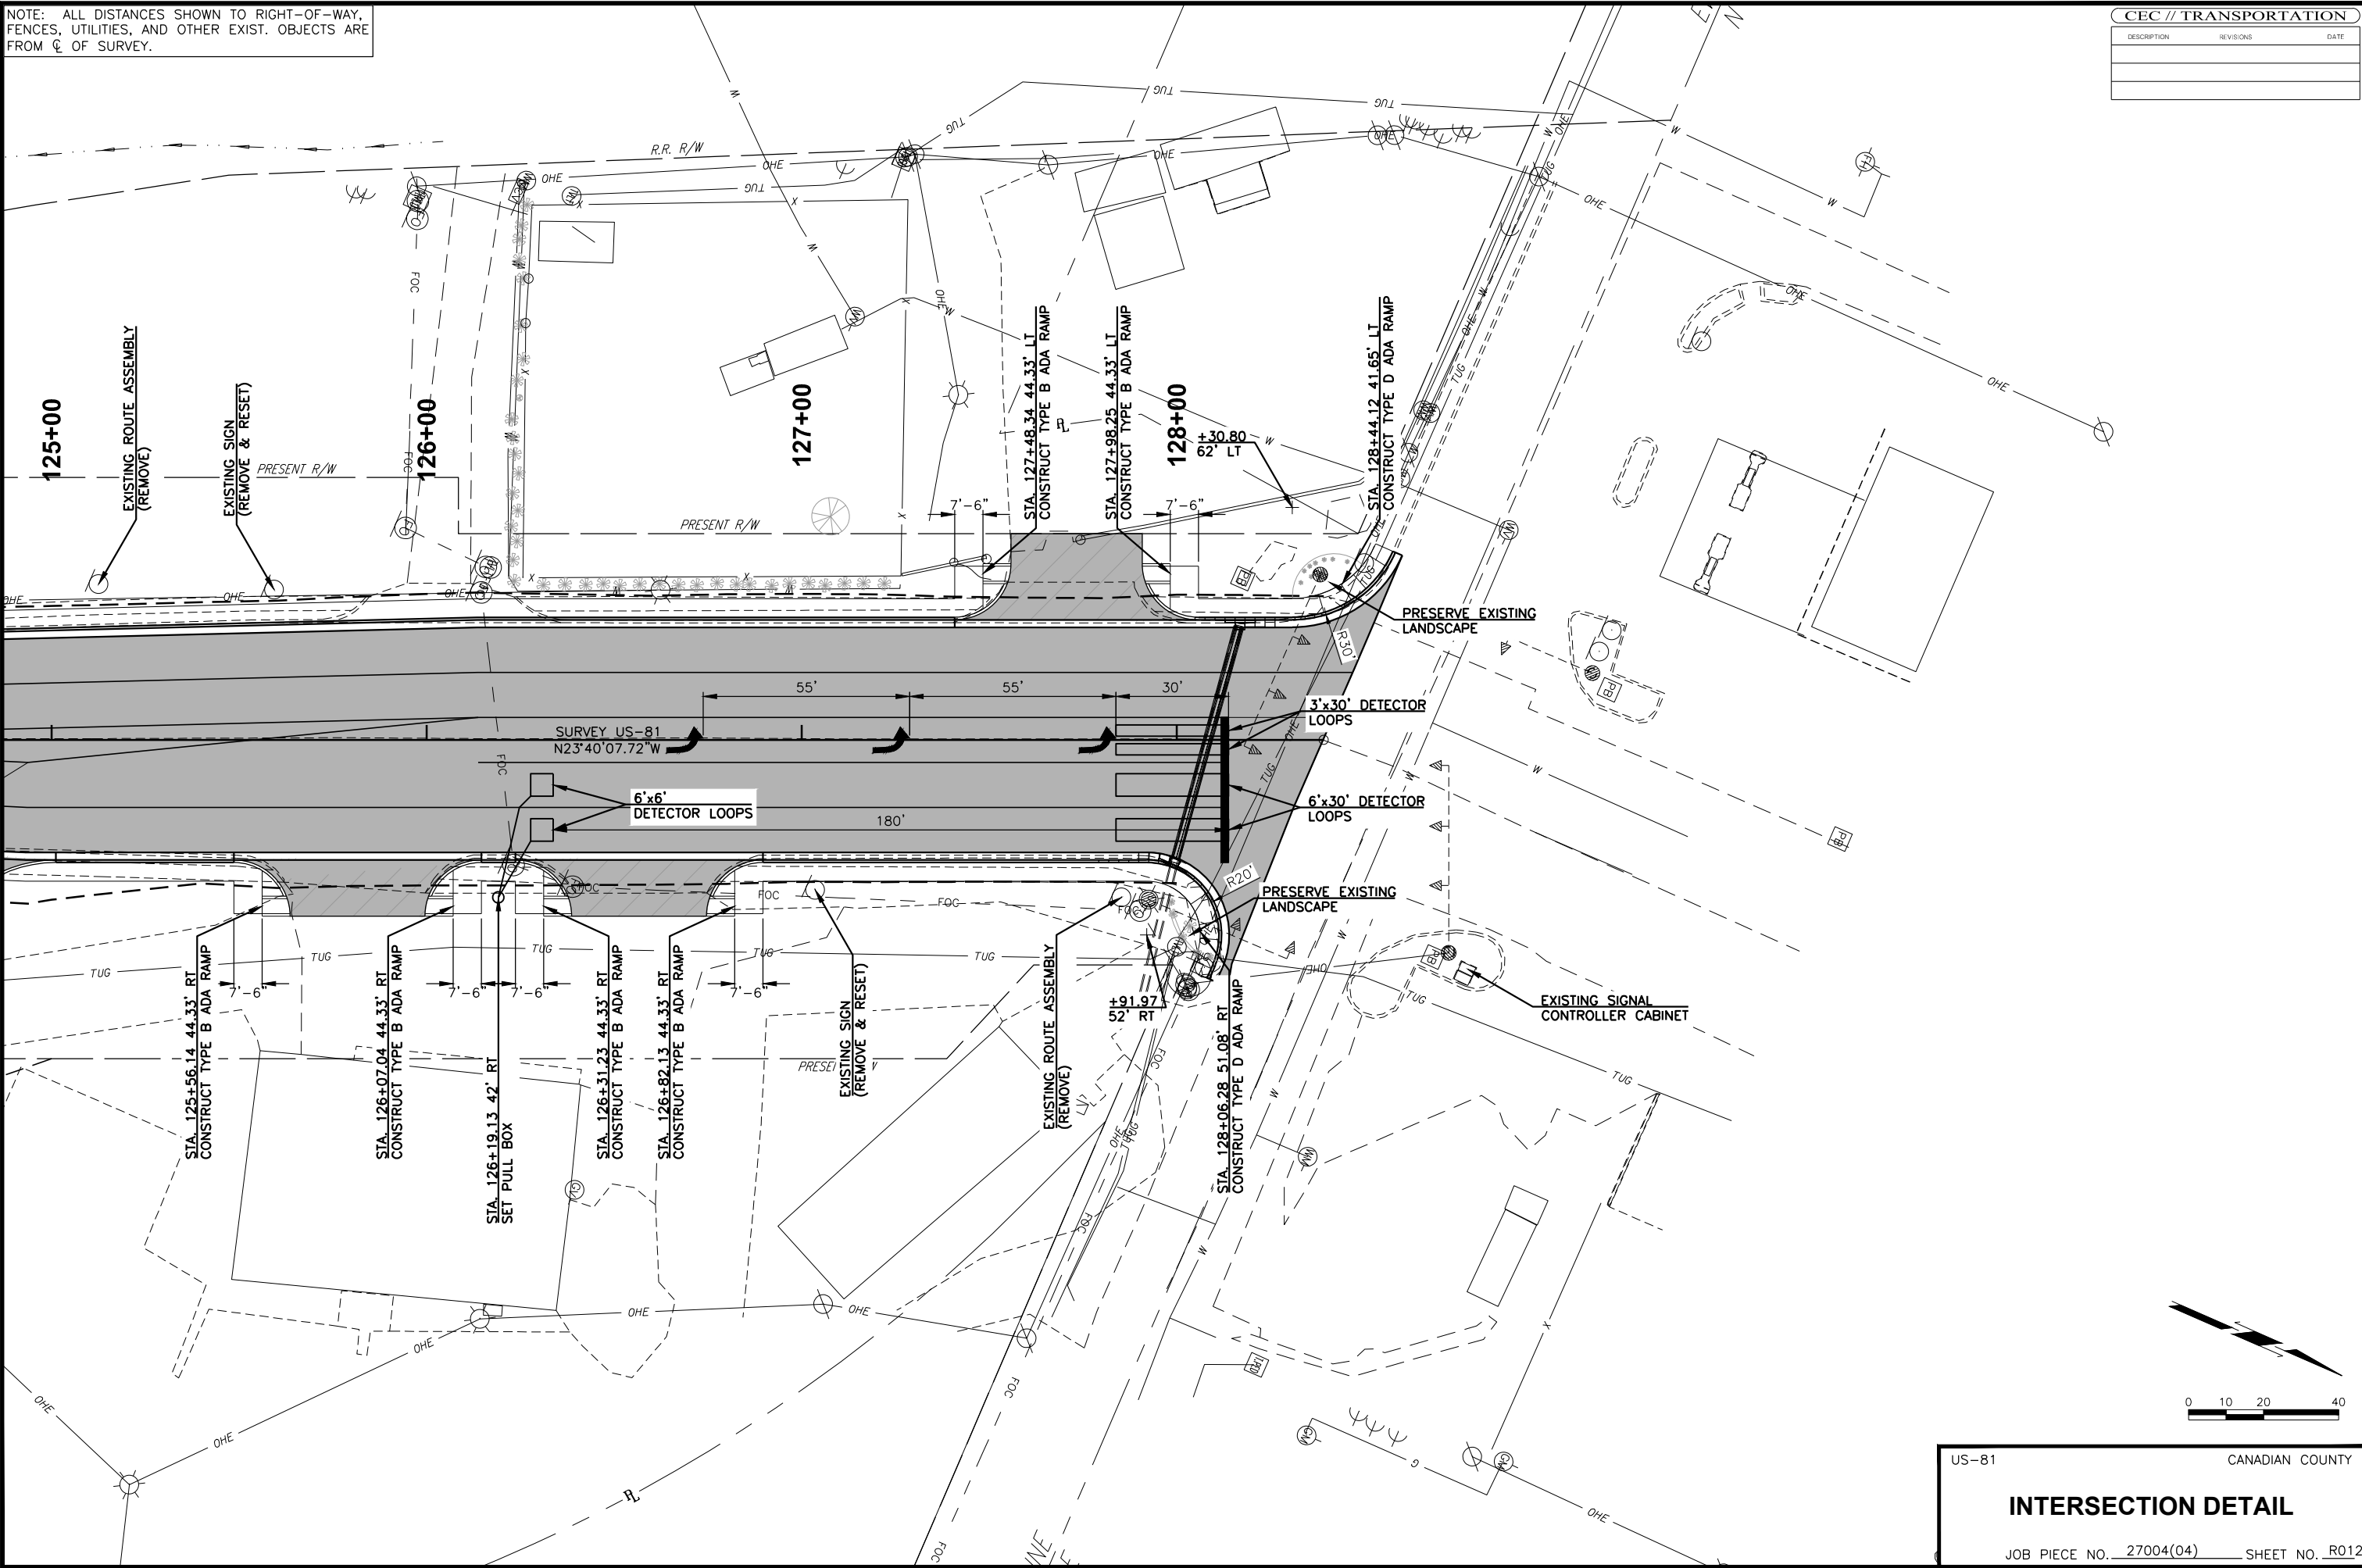 NOTE: ALL DISTANCES SHOWN TO RIGHT-OF-WAY,
FENCES, UTILITIES, AND OTHER EXIST. OBJECTS ARE
FROM ℄ OF SURVEY.
CEC // TRANSPORTATION
DESCRIPTION REVISIONS DATE
R.R. R/W
125+00
EXISTING ROUTE ASSEMBLY
(REMOVE)
EXISTING SIGN
(REMOVE & RESET)
PRESENT R/W
126+00
127+00
PRESENT R/W
7'-6"
STA. 127+48.34 44.33' LT
CONSTRUCT TYPE B ADA RAMP
STA. 127+98.25 44.33' LT
CONSTRUCT TYPE B ADA RAMP
7'-6"
128+00
+30.80
62' LT
STA. 128+44.12 41.65' LT
CONSTRUCT TYPE D ADA RAMP
PRESERVE EXISTING
LANDSCAPE
R30'
55'
55'
30'
3'x30' DETECTOR
LOOPS
SURVEY US-81
N23°40'07.72"W
6'x6'
DETECTOR LOOPS
180'
6'x30' DETECTOR
LOOPS
R20'
PRESERVE EXISTING
LANDSCAPE
STA. 125+56.14 44.33' RT
CONSTRUCT TYPE B ADA RAMP
7'-6"
STA. 126+07.04 44.33' RT
CONSTRUCT TYPE B ADA RAMP
7'-6"
STA. 126+19.13 42' RT
SET PULL BOX
7'-6"
STA. 126+31.23 44.33' RT
CONSTRUCT TYPE B ADA RAMP
STA. 126+82.13 44.33' RT
CONSTRUCT TYPE B ADA RAMP
7'-6"
EXISTING SIGN
(REMOVE & RESET)
EXISTING ROUTE ASSEMBLY
(REMOVE)
+91.97
52' RT
STA. 128+06.28 51.08' RT
CONSTRUCT TYPE D ADA RAMP
EXISTING SIGNAL
CONTROLLER CABINET
TUG
OHE
FOC
W
0 10 20 40
US-81 CANADIAN COUNTY
INTERSECTION DETAIL
JOB PIECE NO. 27004(04) SHEET NO. R012